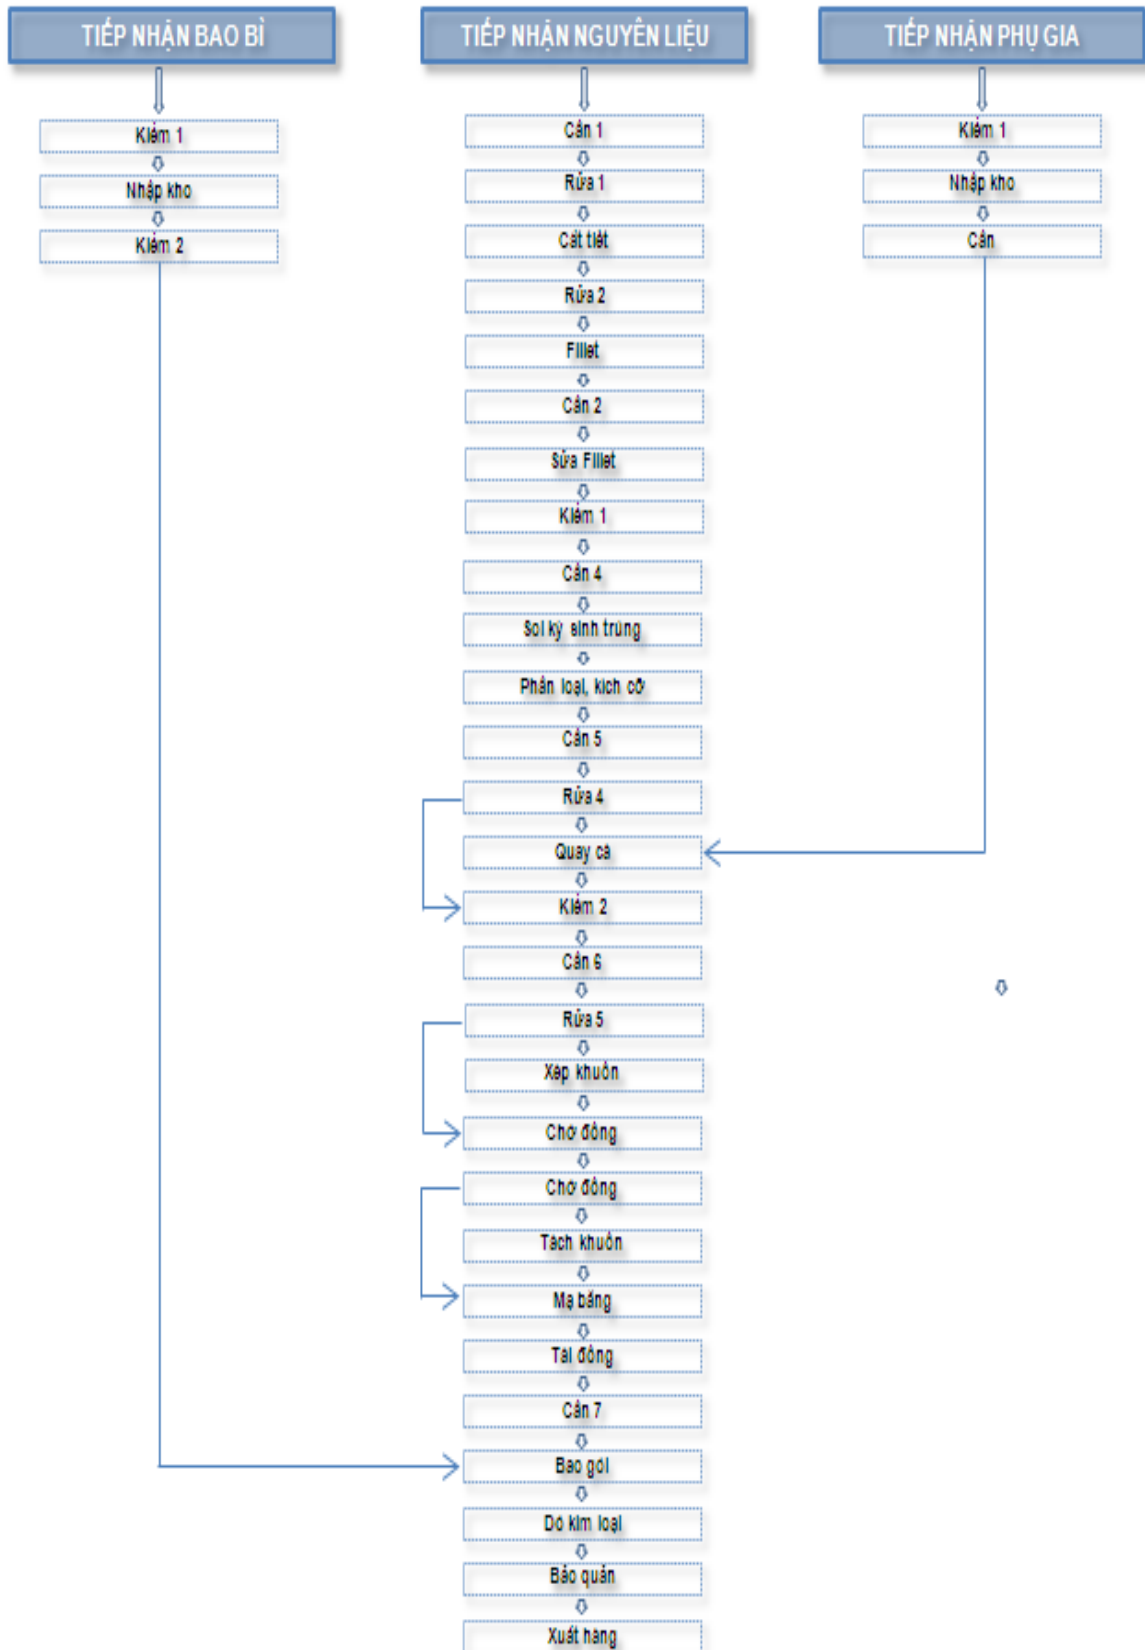 TIẾP NHẬN BAO BÌ
Kiểm 1
Nhập kho
Kiểm 2
TIẾP NHẬN NGUYÊN LIỆU
Cân 1
Rửa 1
Cắt tiết
Rửa 2
Fillet
Cân 2
Sửa Fillet
Kiểm 1
Cân 4
Soi ký sinh trùng
Phân loại, kích cỡ
Cân 5
Rửa 4
Quay cá
Kiểm 2
Cân 6
Rửa 5
Xếp khuôn
Chờ đông
Chờ đông
Tách khuôn
Mạ băng
Tái đông
Cân 7
Bao gói
Dò kim loại
Bảo quản
Xuất hàng
TIẾP NHẬN PHỤ GIA
Kiểm 1
Nhập kho
Cân